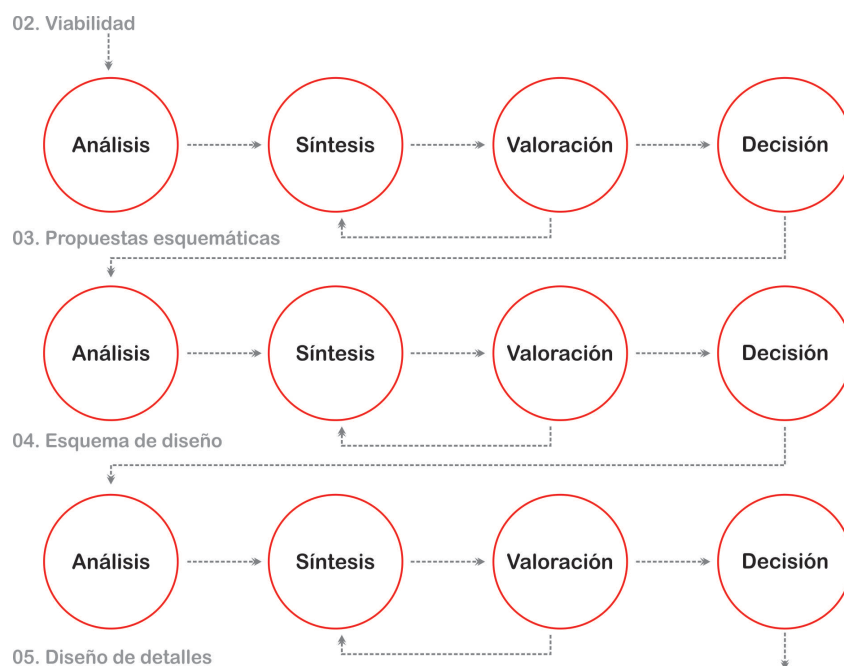 02. Viabilidad
Análisis
Síntesis
Valoración
Decisión
03. Propuestas esquemáticas
Análisis
Síntesis
Valoración
Decisión
04. Esquema de diseño
Análisis
Síntesis
Valoración
Decisión
05. Diseño de detalles